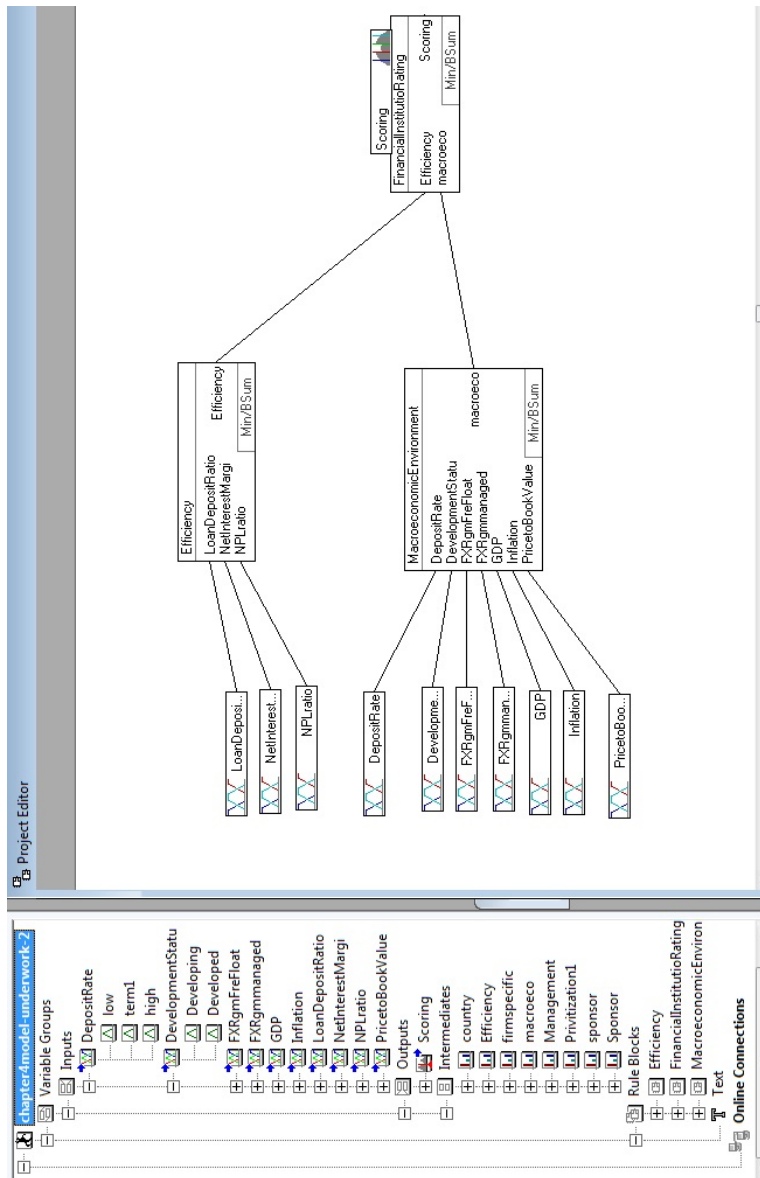 chapter4model-underwork-2
Variable Groups
Inputs
DepositRate
low
term1
high
DevelopmentStatu
Developing
Developed
FXRgmFreFloat
FXRgmmanaged
GDP
Inflation
LoanDepositRatio
NetInterestMargi
NPLratio
PricetoBookValue
Outputs
Scoring
Intermediates
country
Efficiency
firmspecific
macroeco
Management
Privitization1
sponsor
Sponsor
Rule Blocks
Efficiency
FinancialInstitutioRating
MacroeconomicEnviron
Text
Online Connections
Project Editor
LoanDeposi...
NetInterest...
NPLratio
DepositRate
Developme...
FXRgmFreF...
FXRgmman...
GDP
Inflation
PricetoBoo...
Efficiency
LoanDepositRatio
NetInterestMargi
NPLratio
Efficiency
Min/BSum
MacroeconomicEnvironment
DepositRate
DevelopmentStatu
FXRgmFreFloat
FXRgmmanaged
GDP
Inflation
PricetoBookValue
macroeco
Min/BSum
Scoring
FinancialInstitutioRating
Efficiency
macroeco
Scoring
Min/BSum